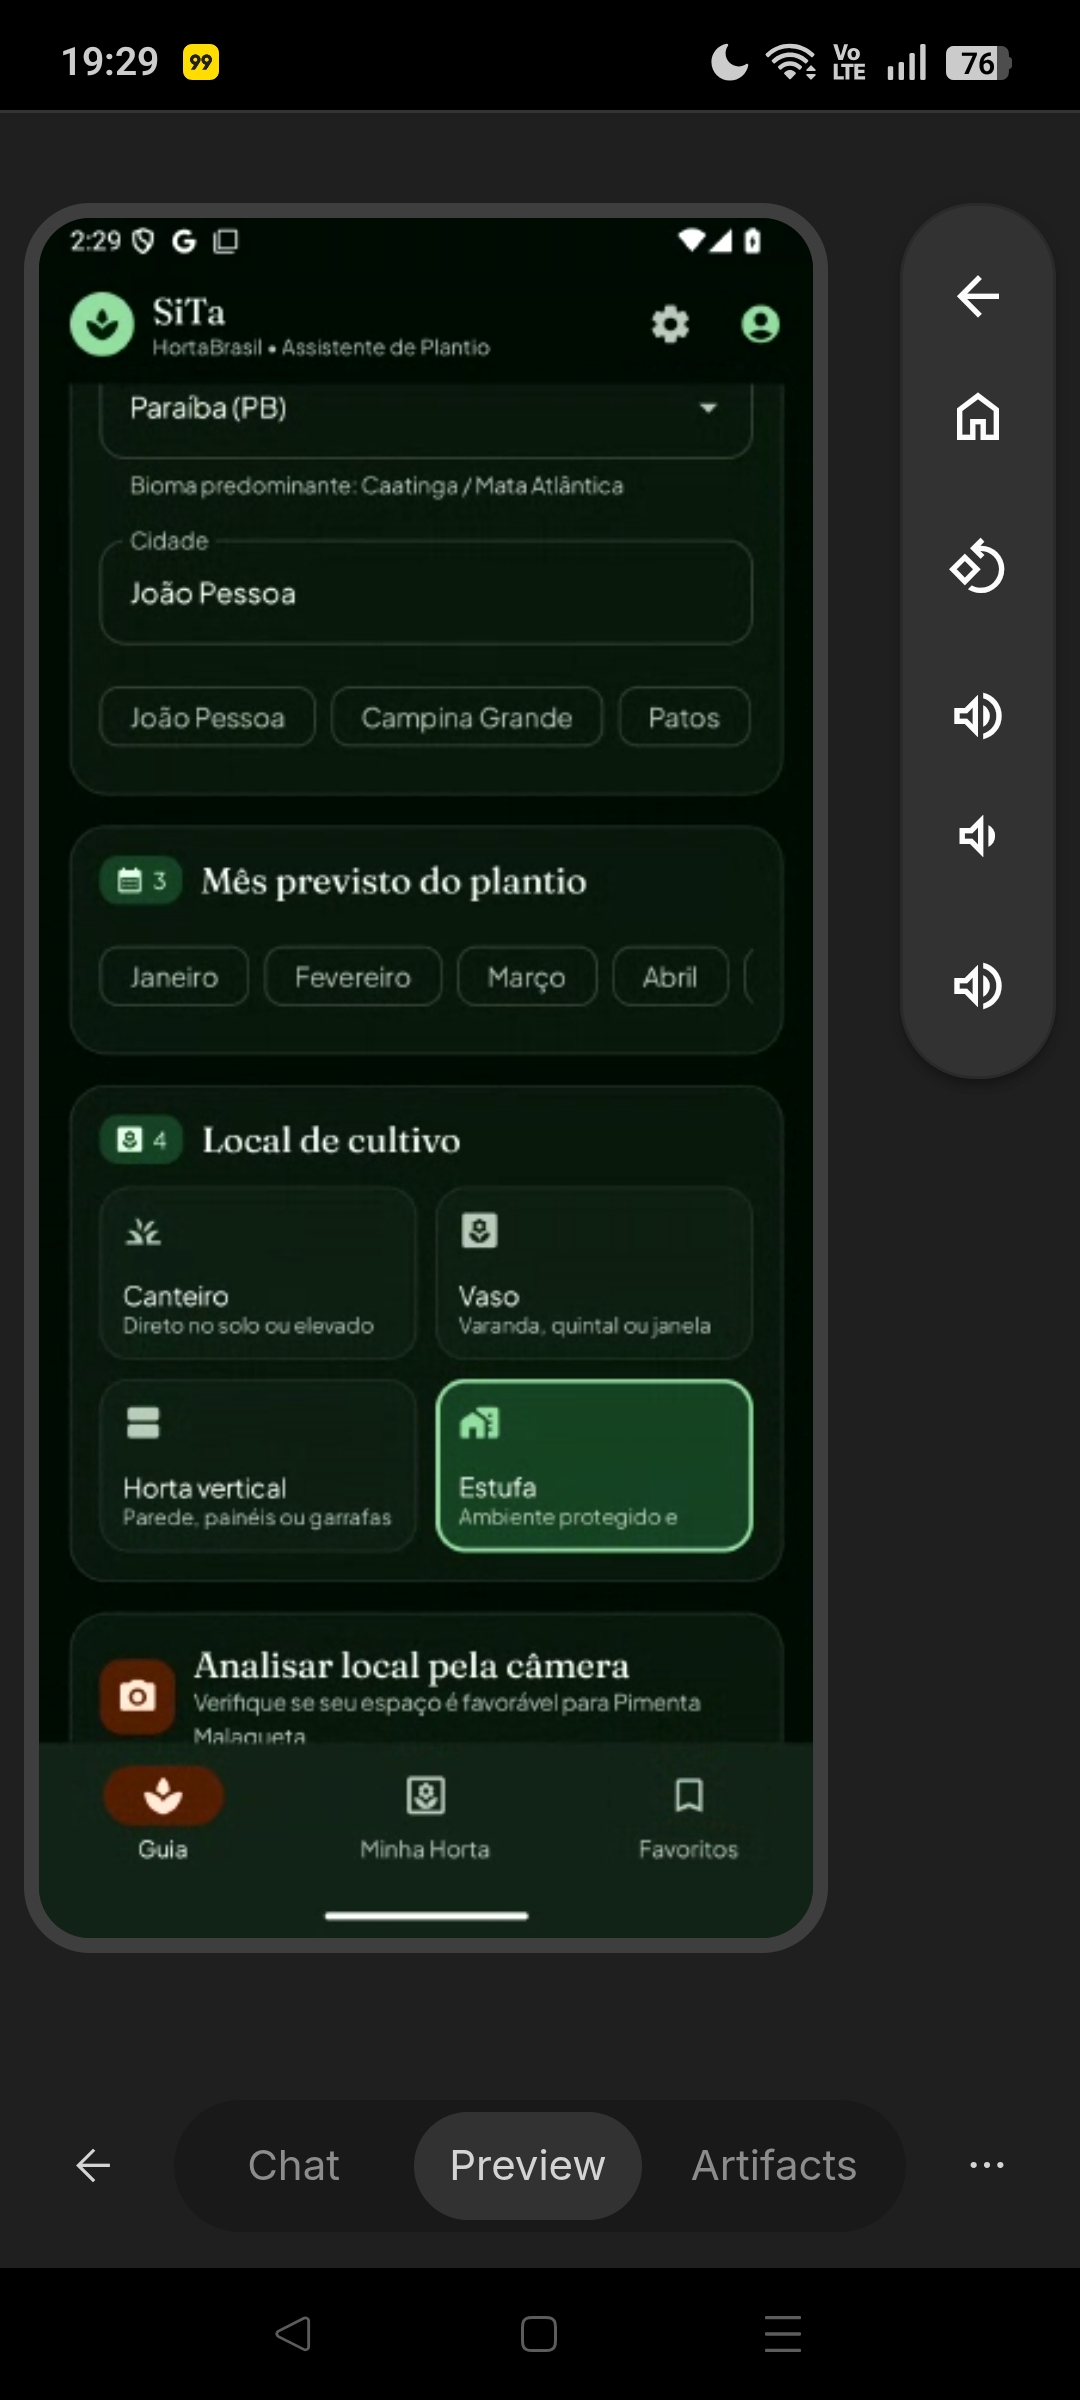 19:29 99 Vo LTE 76
2:29 G
SiTa
HortaBrasil • Assistente de Plantio
Paraíba (PB)
Bioma predominante: Caatinga / Mata Atlântica
Cidade
João Pessoa
João Pessoa Campina Grande Patos
3 Mês previsto do plantio
Janeiro Fevereiro Março Abril
4 Local de cultivo
Canteiro
Direto no solo ou elevado
Vaso
Varanda, quintal ou janela
Horta vertical
Parede, painéis ou garrafas
Estufa
Ambiente protegido e
Analisar local pela câmera
Verifique se seu espaço é favorável para Pimenta
Malagueta
Guia Minha Horta Favoritos
Chat Preview Artifacts